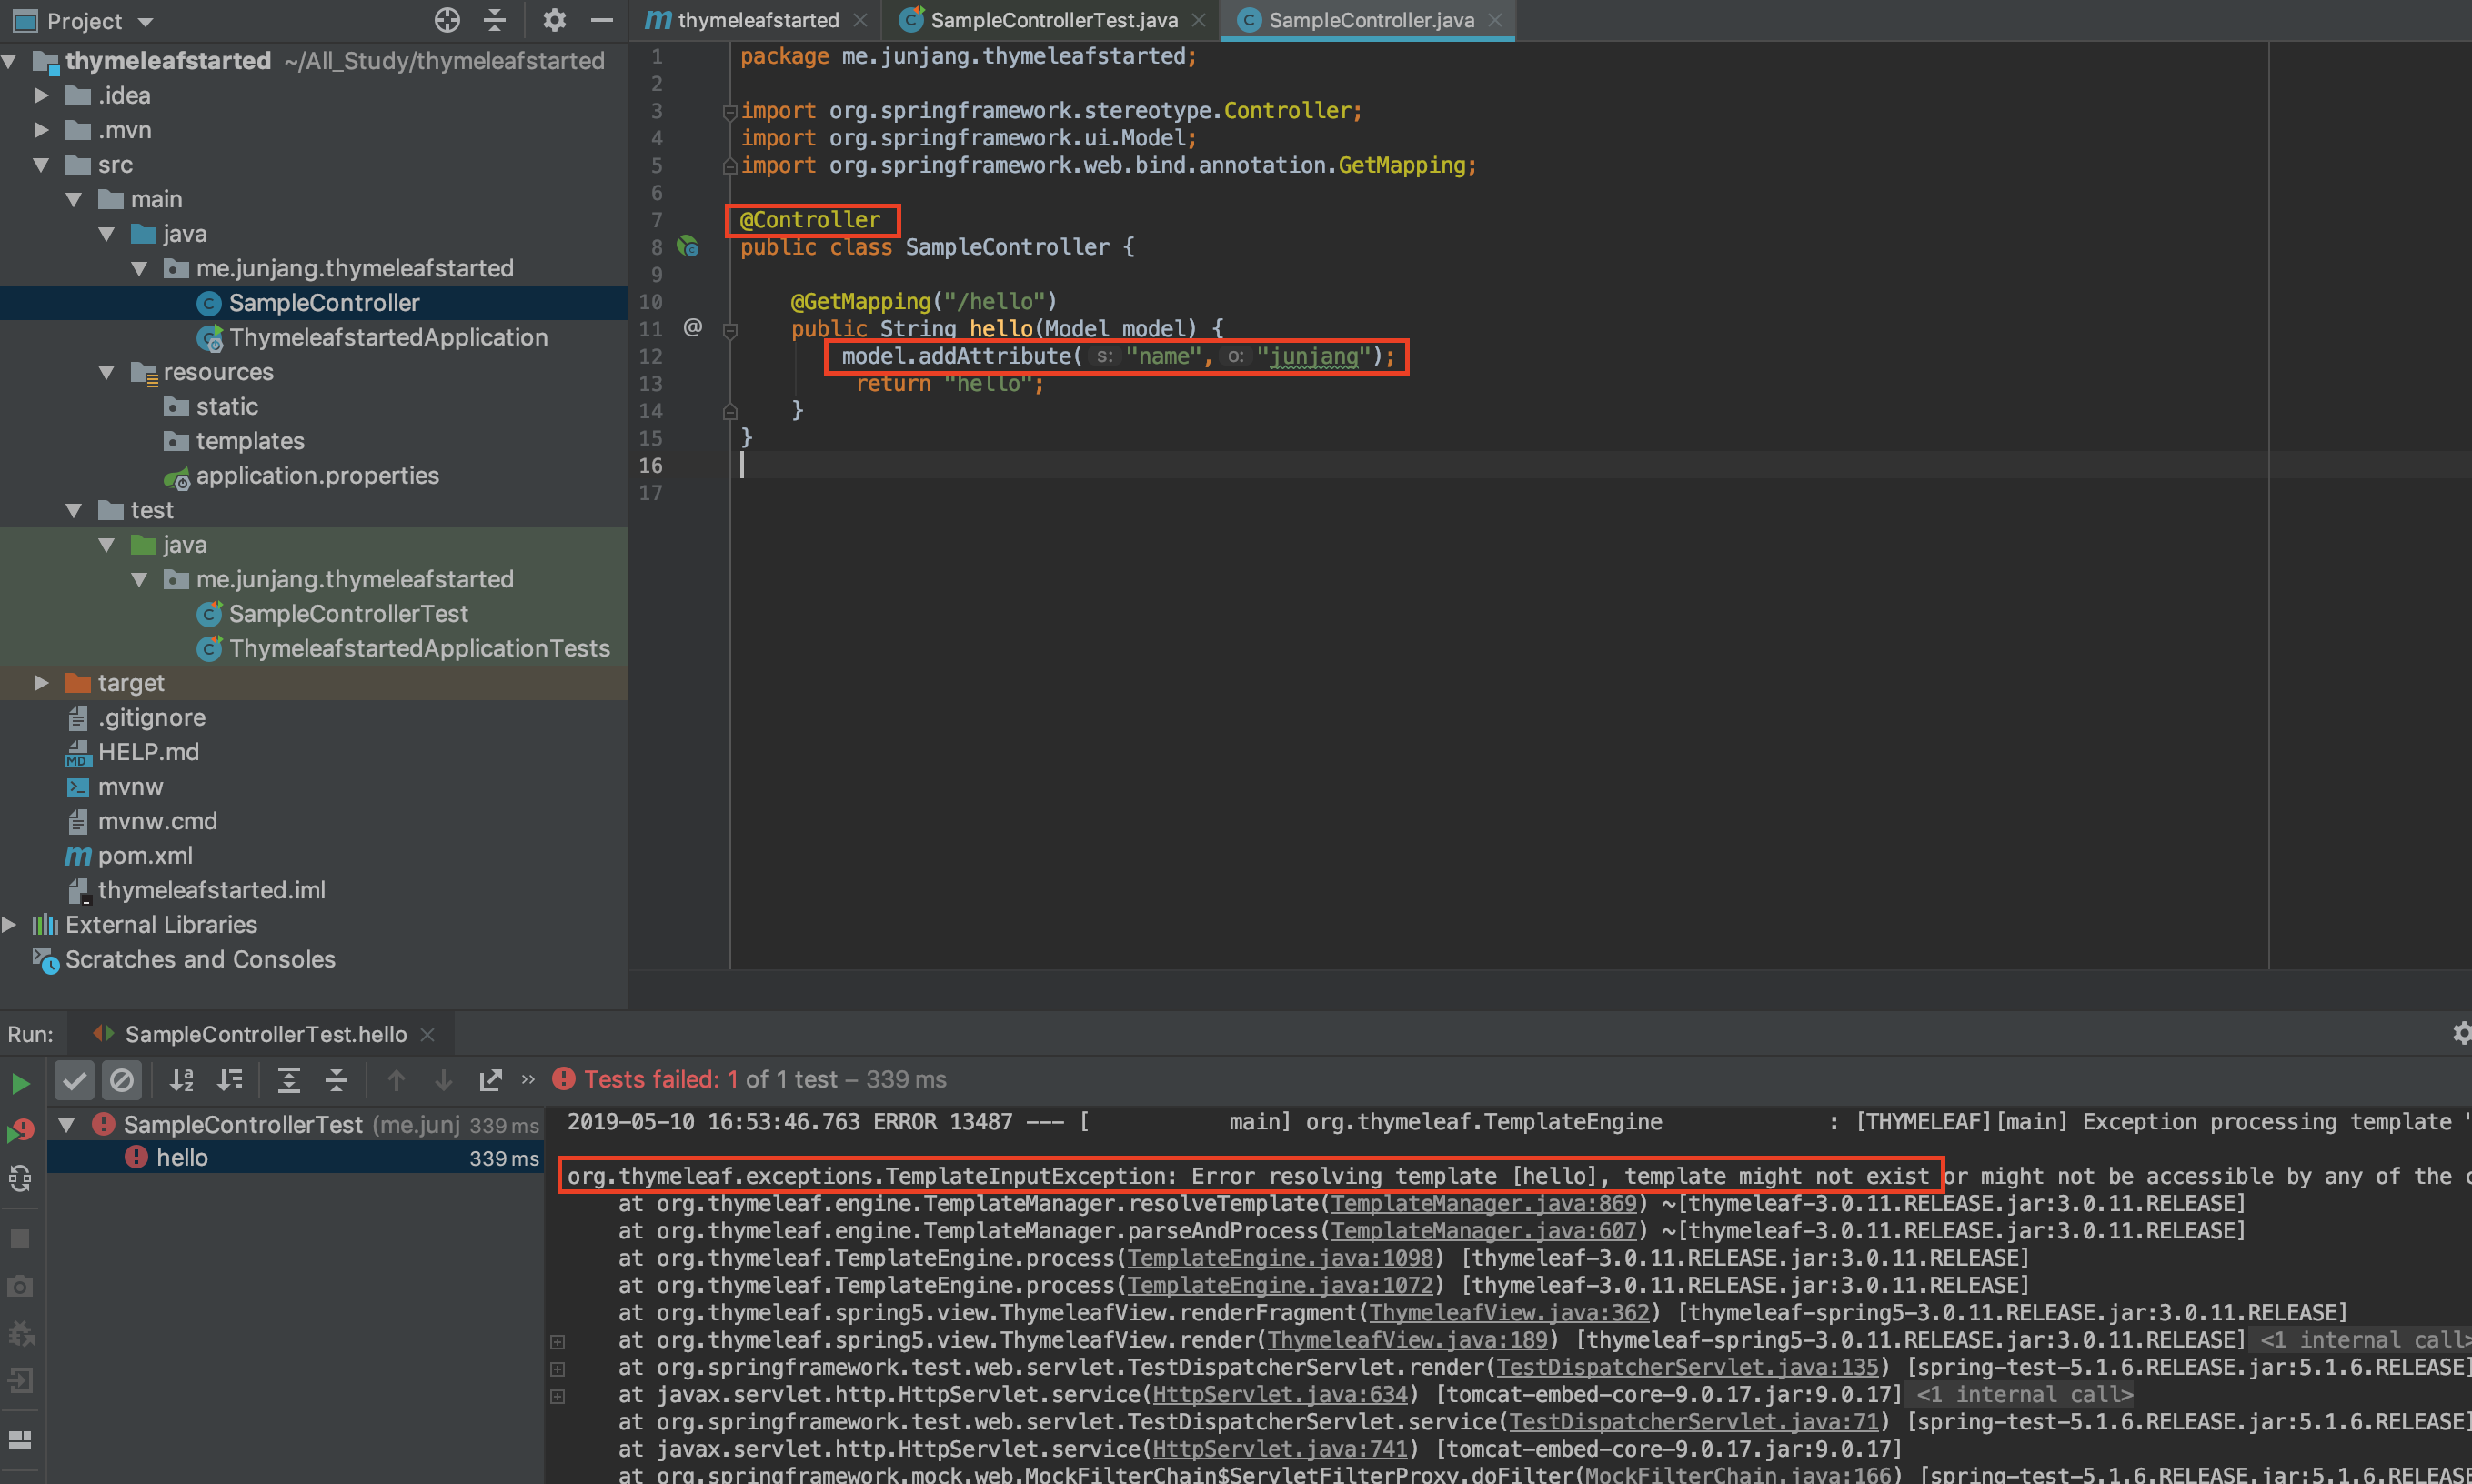 Project
thymeleafstarted ~/All_Study/thymeleafstarted
.idea
.mvn
src
main
java
me.junjang.thymeleafstarted
SampleController
ThymeleafstartedApplication
resources
static
templates
application.properties
test
java
me.junjang.thymeleafstarted
SampleControllerTest
ThymeleafstartedApplicationTests
target
.gitignore
HELP.md
mvnw
mvnw.cmd
pom.xml
thymeleafstarted.iml
External Libraries
Scratches and Consoles
thymeleafstarted SampleControllerTest.java SampleController.java
1 package me.junjang.thymeleafstarted;
2
3 import org.springframework.stereotype.Controller;
4 import org.springframework.ui.Model;
5 import org.springframework.web.bind.annotation.GetMapping;
6
7 @Controller
8 public class SampleController {
9
10 @GetMapping("/hello")
11 @ public String hello(Model model) {
12 model.addAttribute( s: "name", o: "junjang");
13 return "hello";
14 }
15 }
16
17
Run: SampleControllerTest.hello
» Tests failed: 1 of 1 test – 339 ms
SampleControllerTest (me.junj 339 ms
hello 339 ms
2019-05-10 16:53:46.763 ERROR 13487 --- [ main] org.thymeleaf.TemplateEngine : [THYMELEAF][main] Exception processing template "
org.thymeleaf.exceptions.TemplateInputException: Error resolving template [hello], template might not exist or might not be accessible by any of the
at org.thymeleaf.engine.TemplateManager.resolveTemplate(TemplateManager.java:869) ~[thymeleaf-3.0.11.RELEASE.jar:3.0.11.RELEASE]
at org.thymeleaf.engine.TemplateManager.parseAndProcess(TemplateManager.java:607) ~[thymeleaf-3.0.11.RELEASE.jar:3.0.11.RELEASE]
at org.thymeleaf.TemplateEngine.process(TemplateEngine.java:1098) [thymeleaf-3.0.11.RELEASE.jar:3.0.11.RELEASE]
at org.thymeleaf.TemplateEngine.process(TemplateEngine.java:1072) [thymeleaf-3.0.11.RELEASE.jar:3.0.11.RELEASE]
at org.thymeleaf.spring5.view.ThymeleafView.renderFragment(ThymeleafView.java:362) [thymeleaf-spring5-3.0.11.RELEASE.jar:3.0.11.RELEASE]
at org.thymeleaf.spring5.view.ThymeleafView.render(ThymeleafView.java:189) [thymeleaf-spring5-3.0.11.RELEASE.jar:3.0.11.RELEASE] <1 internal call>
at org.springframework.test.web.servlet.TestDispatcherServlet.render(TestDispatcherServlet.java:135) [spring-test-5.1.6.RELEASE.jar:5.1.6.RELEASE]
at javax.servlet.http.HttpServlet.service(HttpServlet.java:634) [tomcat-embed-core-9.0.17.jar:9.0.17] <1 internal call>
at org.springframework.test.web.servlet.TestDispatcherServlet.service(TestDispatcherServlet.java:71) [spring-test-5.1.6.RELEASE.jar:5.1.6.RELEASE]
at javax.servlet.http.HttpServlet.service(HttpServlet.java:741) [tomcat-embed-core-9.0.17.jar:9.0.17]
at org.springframework.mock.web.MockFilterChain$ServletFilterProxy.doFilter(MockFilterChain.java:166) [spring-test-5.1.6.RELEASE.jar:5.1.6.RELEASE]